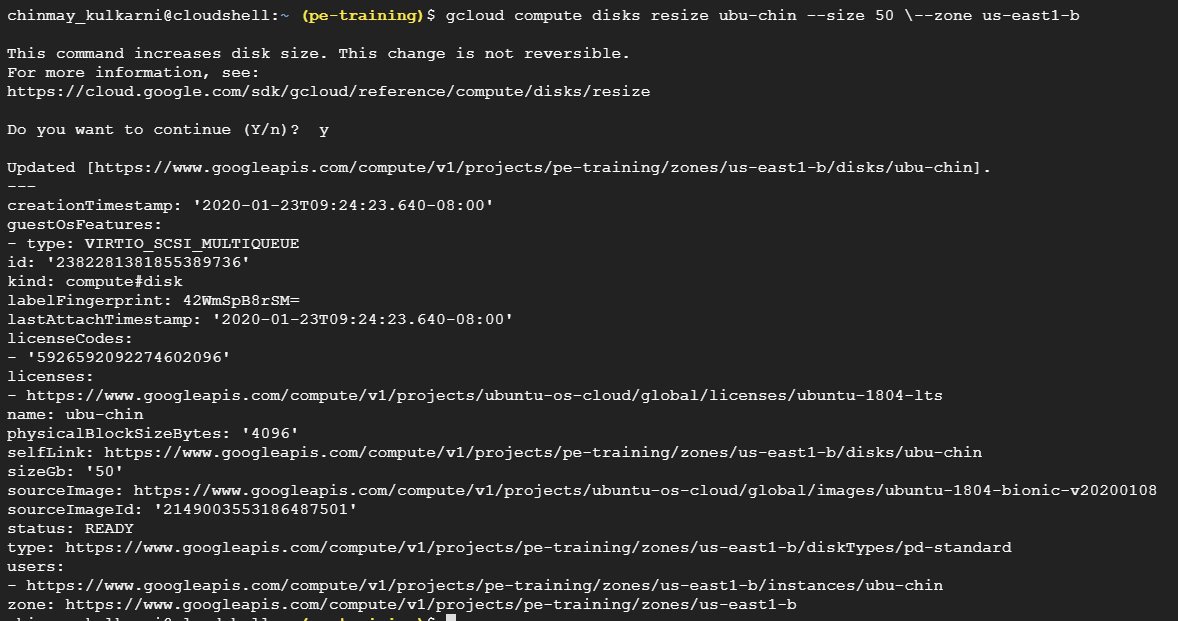 chinmay_kulkarni@cloudshell:~ (pe-training)$ gcloud compute disks resize ubu-chin --size 50 \--zone us-east1-b
This command increases disk size. This change is not reversible.
For more information, see:
https://cloud.google.com/sdk/gcloud/reference/compute/disks/resize
Do you want to continue (Y/n)?  y
Updated [https://www.googleapis.com/compute/v1/projects/pe-training/zones/us-east1-b/disks/ubu-chin].
---
creationTimestamp: '2020-01-23T09:24:23.640-08:00'
guestOsFeatures:
- type: VIRTIO_SCSI_MULTIQUEUE
id: '2382281381855389736'
kind: compute#disk
labelFingerprint: 42WmSpB8rSM=
lastAttachTimestamp: '2020-01-23T09:24:23.640-08:00'
licenseCodes:
- '5926592092274602096'
licenses:
- https://www.googleapis.com/compute/v1/projects/ubuntu-os-cloud/global/licenses/ubuntu-1804-lts
name: ubu-chin
physicalBlockSizeBytes: '4096'
selfLink: https://www.googleapis.com/compute/v1/projects/pe-training/zones/us-east1-b/disks/ubu-chin
sizeGb: '50'
sourceImage: https://www.googleapis.com/compute/v1/projects/ubuntu-os-cloud/global/images/ubuntu-1804-bionic-v20200108
sourceImageId: '2149003553186487501'
status: READY
type: https://www.googleapis.com/compute/v1/projects/pe-training/zones/us-east1-b/diskTypes/pd-standard
users:
- https://www.googleapis.com/compute/v1/projects/pe-training/zones/us-east1-b/instances/ubu-chin
zone: https://www.googleapis.com/compute/v1/projects/pe-training/zones/us-east1-b